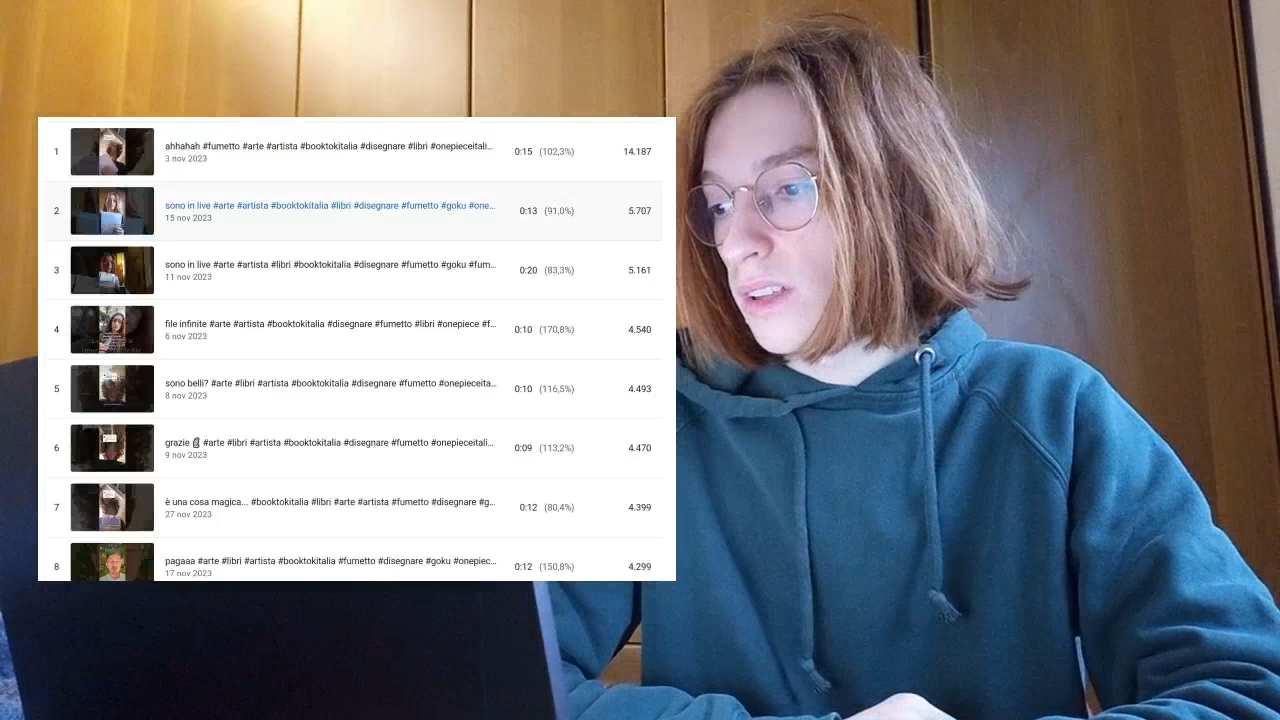 1 ahhahah #fumetto #arte #artista #booktokitalia #disegnare #libri #onepieceitali... 0:15 (102,3%) 14.187
3 nov 2023
2 sono in live #arte #artista #booktokitalia #libri #disegnare #fumetto #goku #one... 0:13 (91,0%) 5.707
15 nov 2023
3 sono in live #arte #artista #libri #booktokitalia #disegnare #fumetto #goku #fum... 0:20 (83,3%) 5.161
11 nov 2023
4 file infinite #arte #artista #booktokitalia #disegnare #fumetto #libri #onepiece #f... 0:10 (170,8%) 4.540
6 nov 2023
5 sono belli? #arte #libri #artista #booktokitalia #disegnare #fumetto #onepieceita... 0:10 (116,5%) 4.493
8 nov 2023
6 grazie #arte #libri #artista #booktokitalia #disegnare #fumetto #onepieceitali... 0:09 (113,2%) 4.470
9 nov 2023
7 è una cosa magica... #booktokitalia #libri #arte #artista #fumetto #disegnare #g... 0:12 (80,4%) 4.399
27 nov 2023
8 pagaaa #arte #libri #artista #booktokitalia #fumetto #disegnare #goku #onepiec... 0:12 (150,8%) 4.299
17 nov 2023